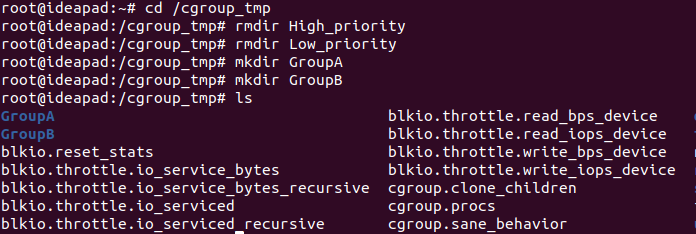 root@ideapad:~# cd /cgroup_tmp
root@ideapad:/cgroup_tmp# rmdir High_priority
root@ideapad:/cgroup_tmp# rmdir Low_priority
root@ideapad:/cgroup_tmp# mkdir GroupA
root@ideapad:/cgroup_tmp# mkdir GroupB
root@ideapad:/cgroup_tmp# ls
GroupA blkio.throttle.read_bps_device
GroupB blkio.throttle.read_iops_device
blkio.reset_stats blkio.throttle.write_bps_device
blkio.throttle.io_service_bytes blkio.throttle.write_iops_device
blkio.throttle.io_service_bytes_recursive cgroup.clone_children
blkio.throttle.io_serviced cgroup.procs
blkio.throttle.io_serviced_recursive cgroup.sane_behavior